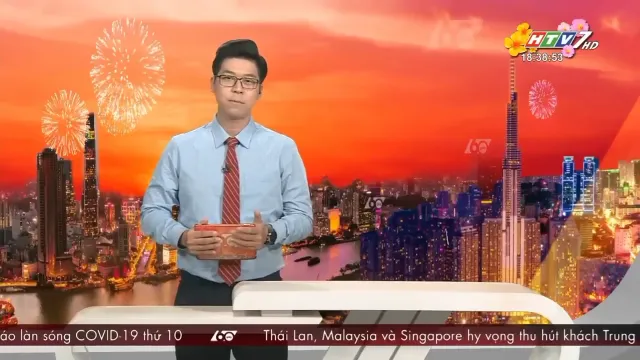 HTV7 HD
18:38:53
áo làn sóng COVID-19 thứ 10 60 Thái Lan, Malaysia và Singapore hy vọng thu hút khách Trung